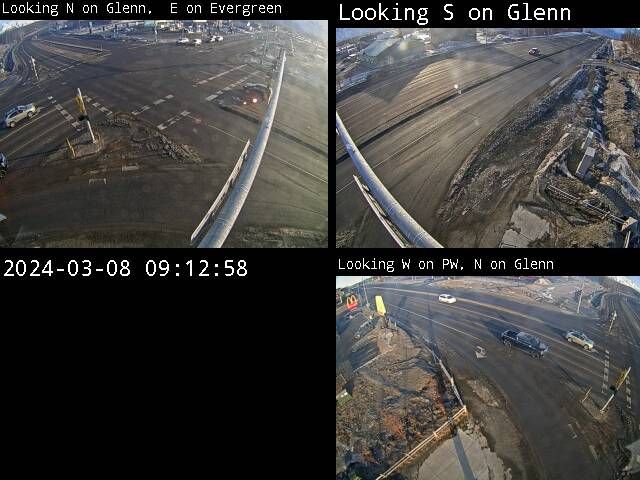 Looking N on Glenn,  E on Evergreen
Looking S on Glenn
2024-03-08 09:12:58
Looking W on PW, N on Glenn